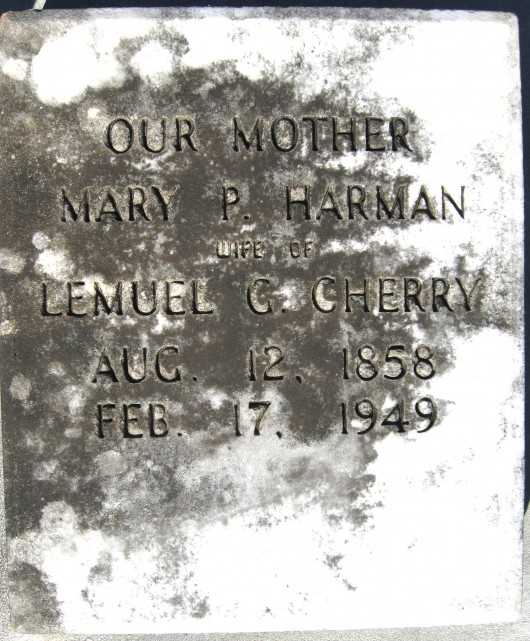 OUR MOTHER
MARY P. HARMAN
WIFE OF
LEMUEL G. CHERRY
AUG. 12, 1858
FEB. 17, 1949